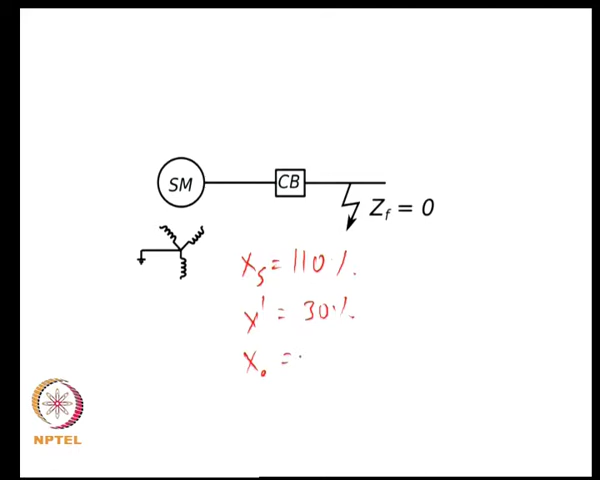 SM
CB
Z_f = 0
X_s = 110 %.
X' = 30 %.
X_0 =
NPTEL